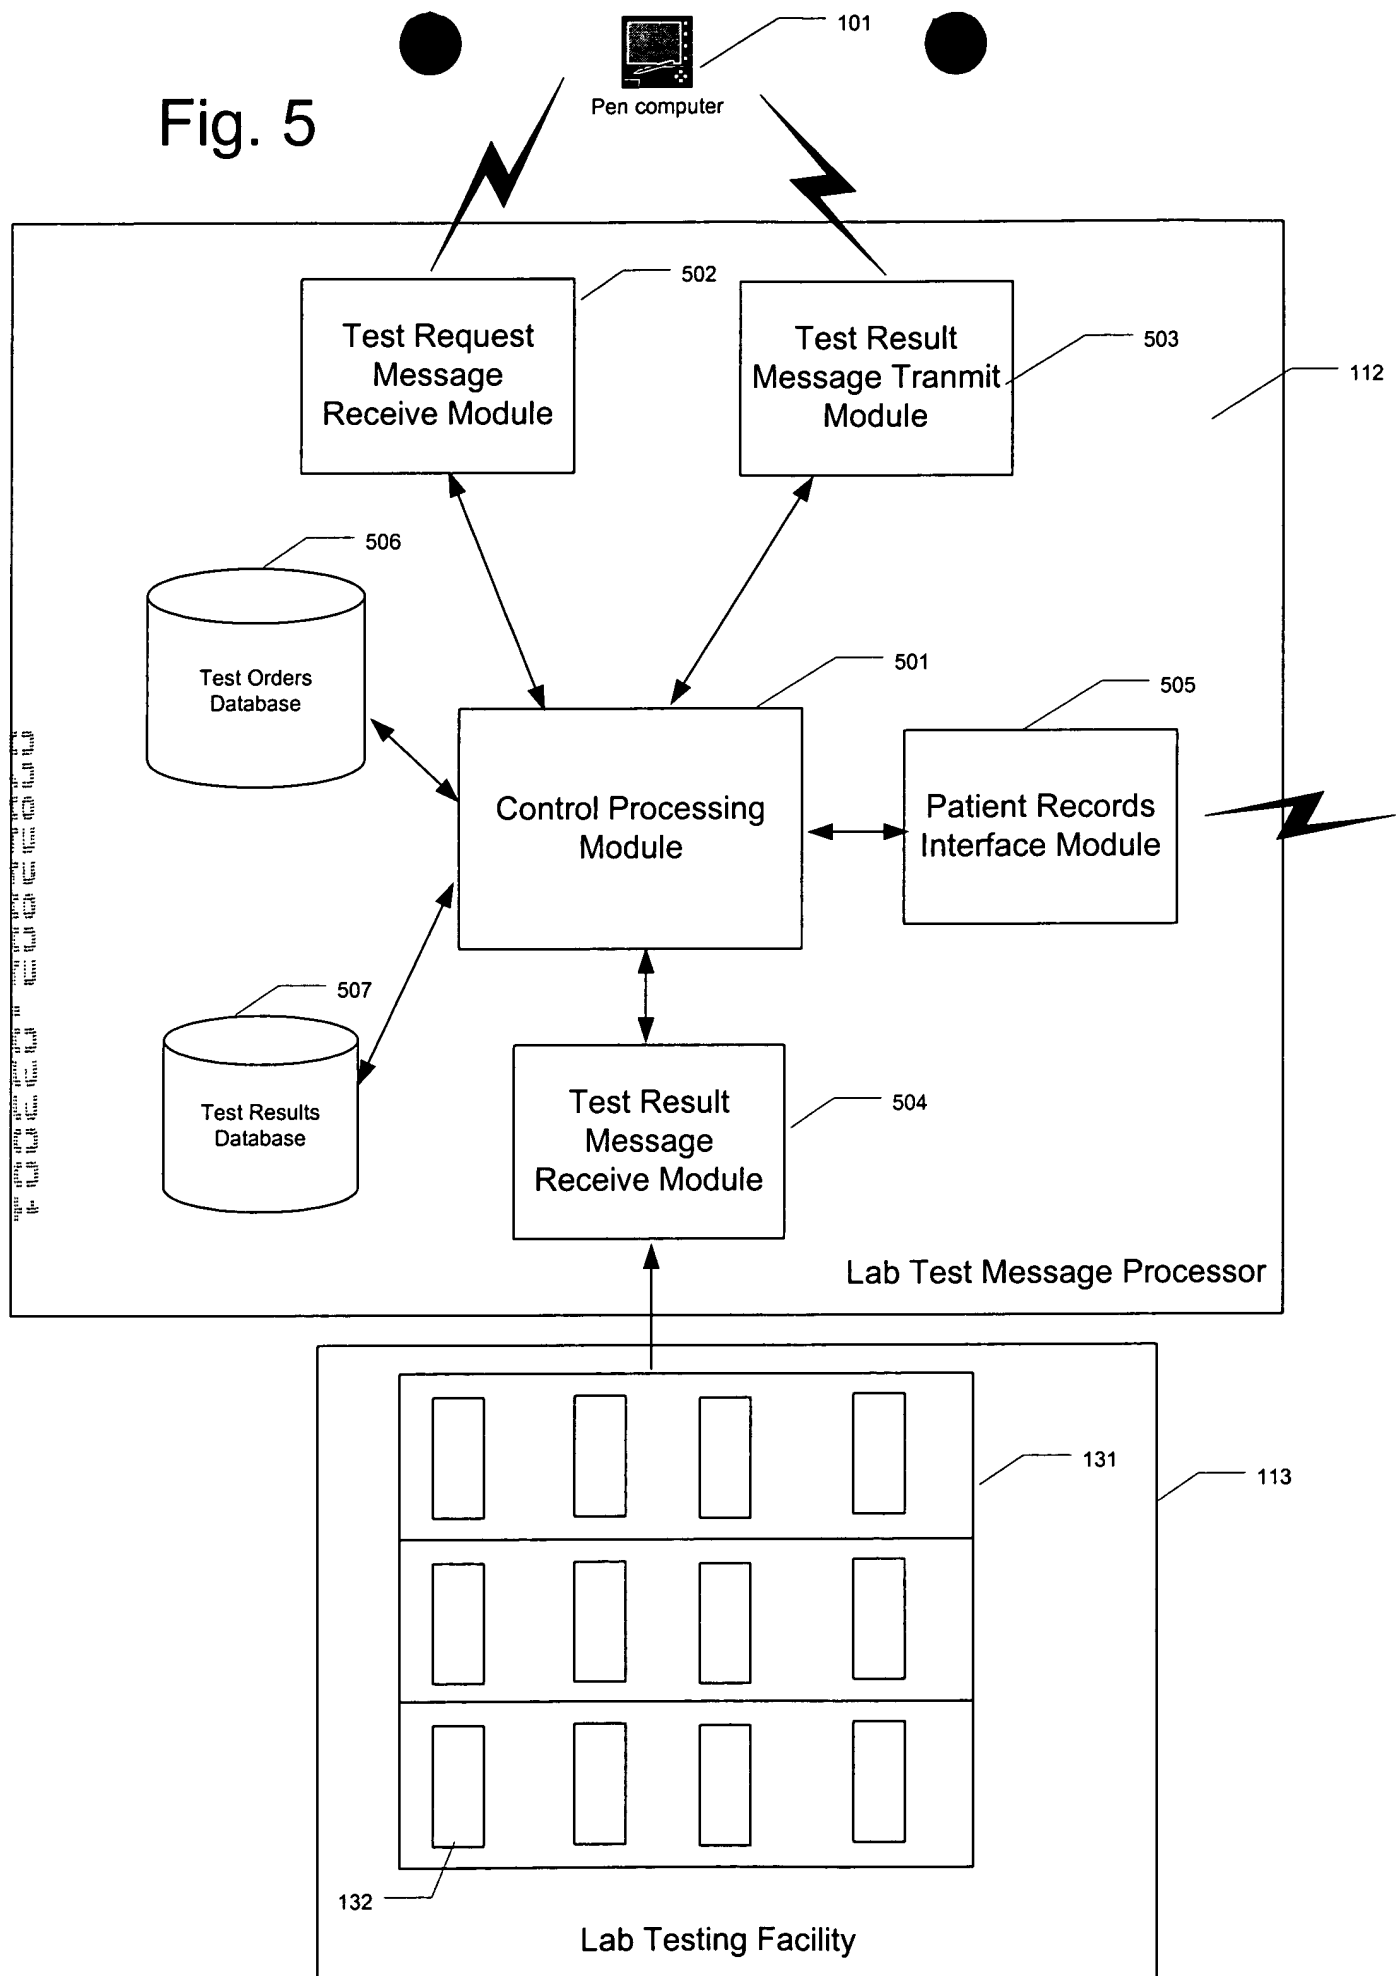 101
Pen computer
Fig. 5
502
Test Request
Message
Receive Module
503
Test Result
Message Tranmit
Module
112
506
Test Orders
Database
501
Control Processing
Module
505
Patient Records
Interface Module
507
Test Results
Database
504
Test Result
Message
Receive Module
Lab Test Message Processor
131
113
132
Lab Testing Facility